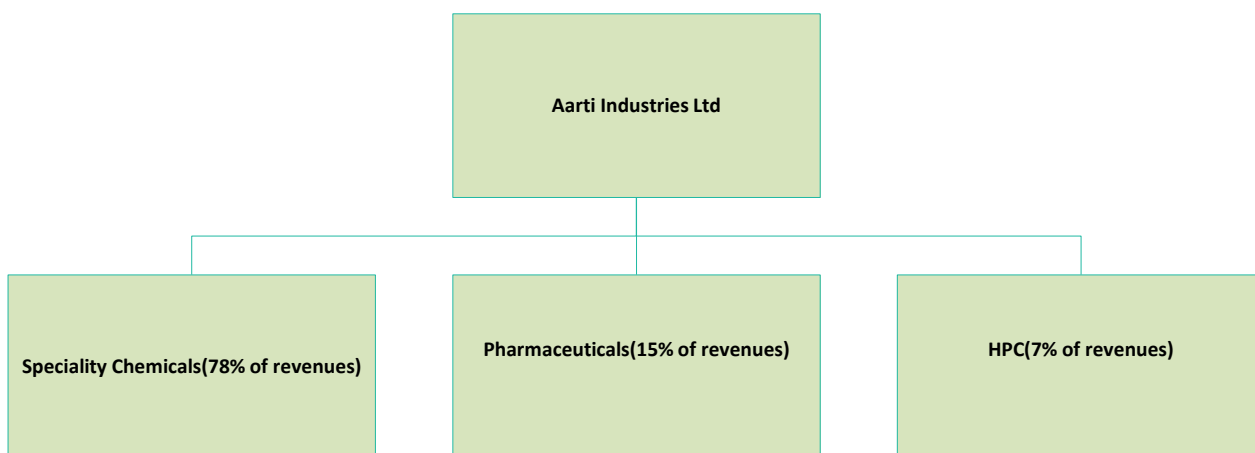 Aarti Industries Ltd
Speciality Chemicals(78% of revenues)
Pharmaceuticals(15% of revenues)
HPC(7% of revenues)